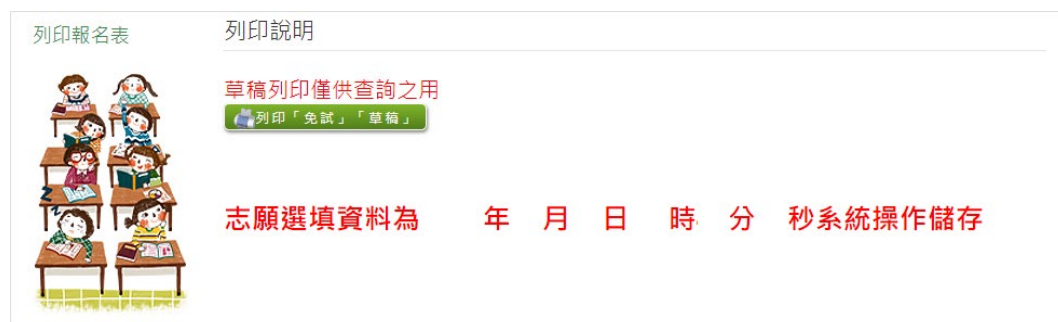 列印報名表
列印說明
草稿列印僅供查詢之用
列印「免試」「草稿」
志願選填資料為 年 月 日 時 分 秒系統操作儲存
Z
Z